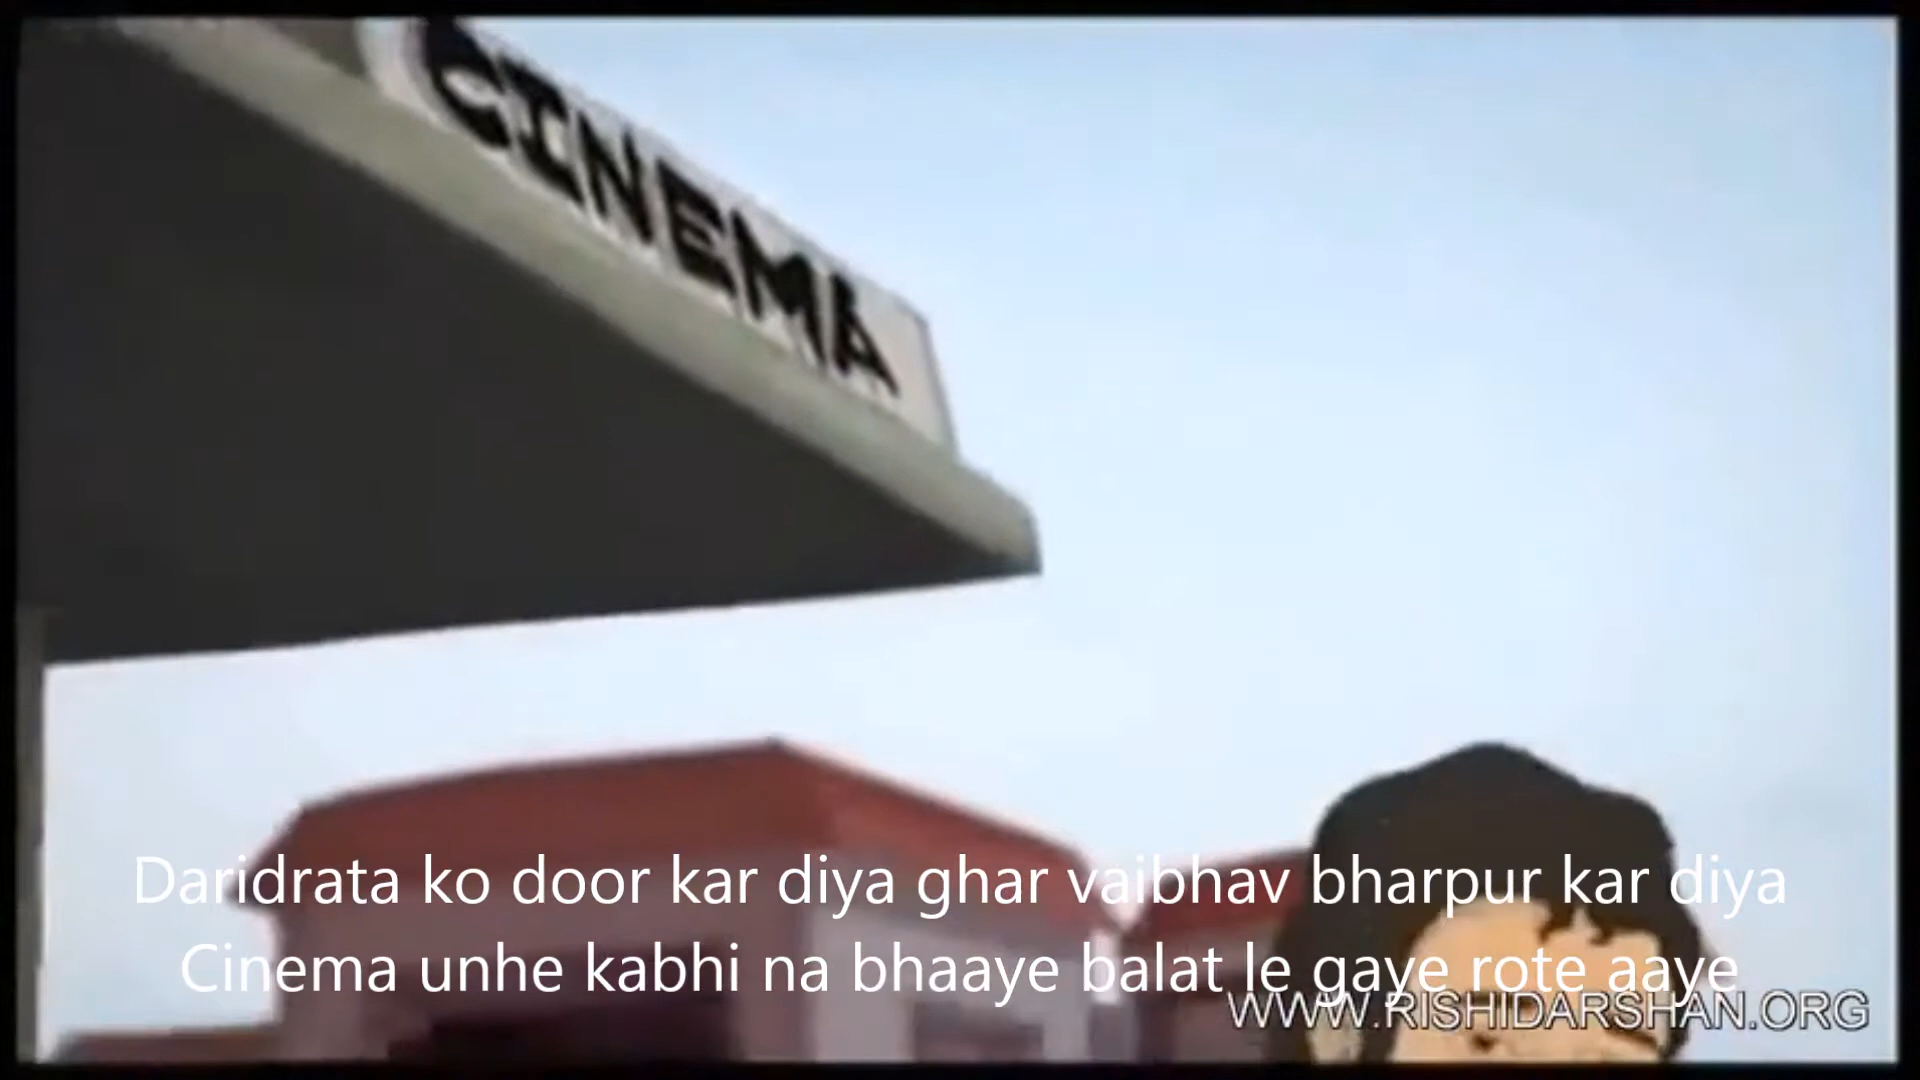 CINEMA
Daridrata ko door kar diya ghar vaibhav bharpur kar diya
Cinema unhe kabhi na bhaaye balat le gaye rote aaye
WWW.RISHIDARSHAN.ORG